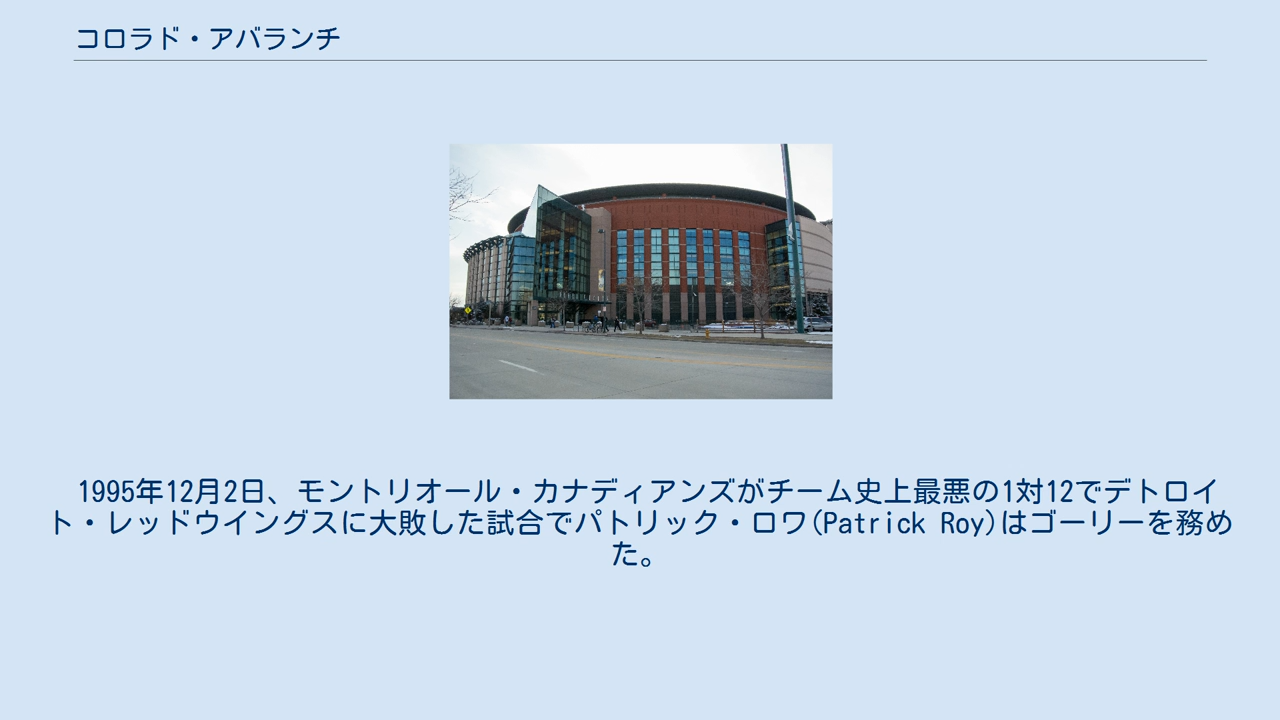 コロラド・アバランチ
1995年12月2日、モントリオール・カナディアンズがチーム史上最悪の1対12でデトロイ
ト・レッドウイングスに大敗した試合でパトリック・ロワ(Patrick Roy)はゴーリーを務め
た。